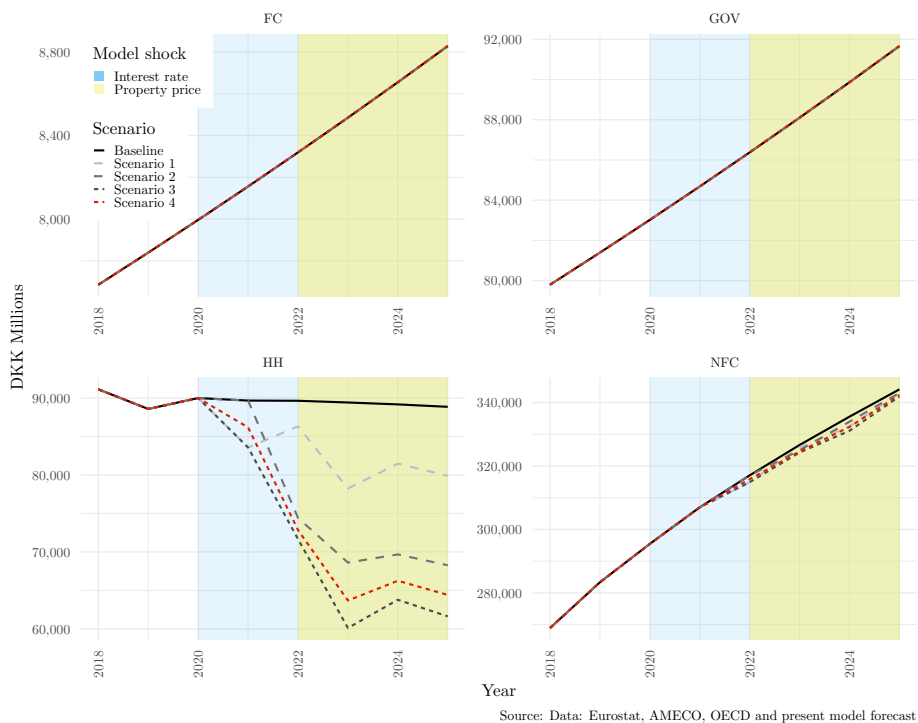 FC
GOV
8,800
8,400
8,000
92,000
88,000
84,000
80,000
Model shock
Interest rate
Property price
Scenario
Baseline
Scenario 1
Scenario 2
Scenario 3
Scenario 4
2018
2020
2022
2024
2018
2020
2022
2024
DKK Millions
HH
NFC
90,000
80,000
70,000
60,000
340,000
320,000
300,000
280,000
2018
2020
2022
2024
2018
2020
2022
2024
Year
Source: Data: Eurostat, AMECO, OECD and present model forecast